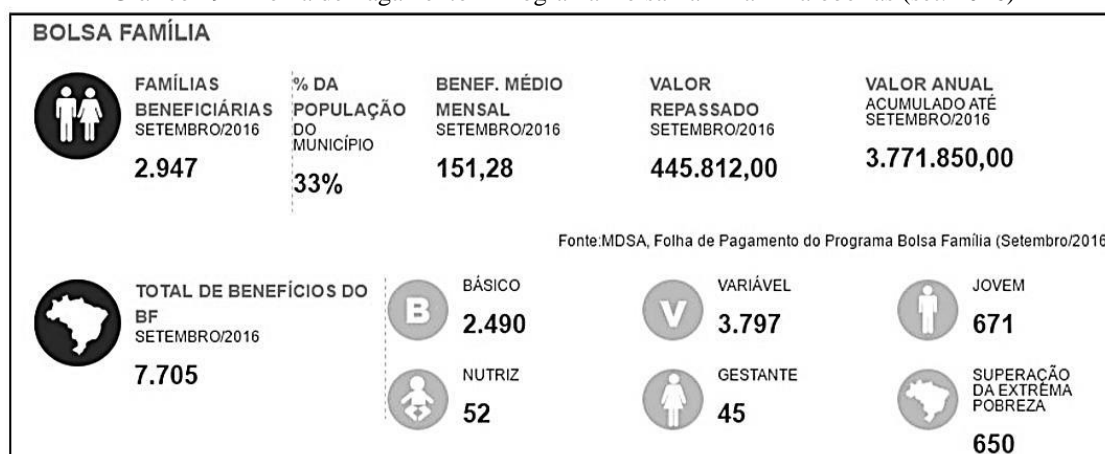 BOLSA FAMÍLIA
FAMÍLIAS
BENEFICIÁRIAS
SETEMBRO/2016
2.947
% DA
POPULAÇÃO
DO
MUNICÍPIO
33%
BENEF. MÉDIO
MENSAL
SETEMBRO/2016
151,28
VALOR
REPASSADO
SETEMBRO/2016
445.812,00
VALOR ANUAL
ACUMULADO ATÉ
SETEMBRO/2016
3.771.850,00
Fonte:MDSA, Folha de Pagamento do Programa Bolsa Família (Setembro/2016
TOTAL DE BENEFÍCIOS DO
BF
SETEMBRO/2016
7.705
B
BÁSICO
2.490
V
VARIÁVEL
3.797
JOVEM
671
NUTRIZ
52
GESTANTE
45
SUPERAÇÃO
DA EXTREMA
POBREZA
650